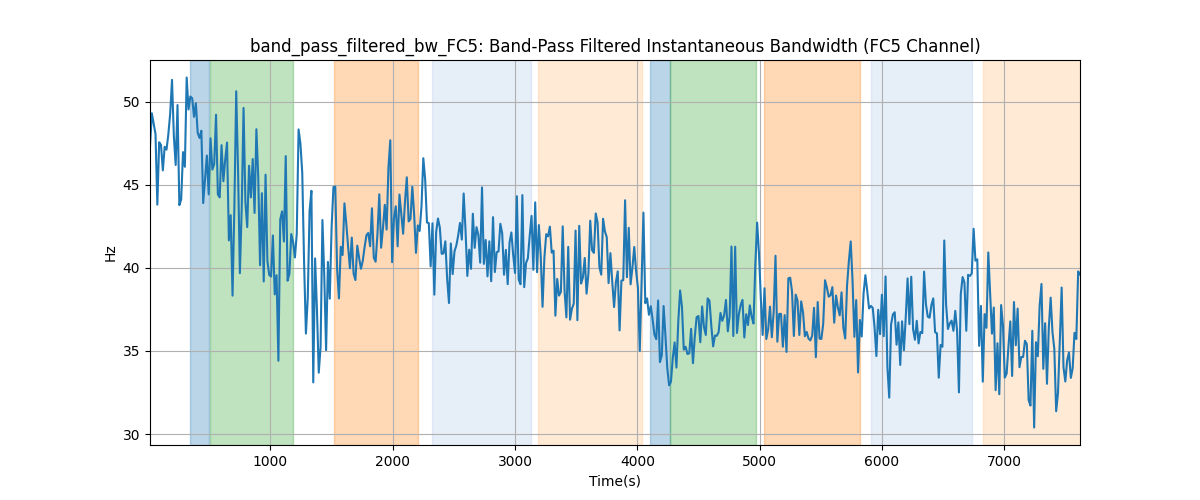 band_pass_filtered_bw_FC5: Band-Pass Filtered Instantaneous Bandwidth (FC5 Channel)
50
45
40
35
30
Hz
1000 2000 3000 4000 5000 6000 7000
Time(s)